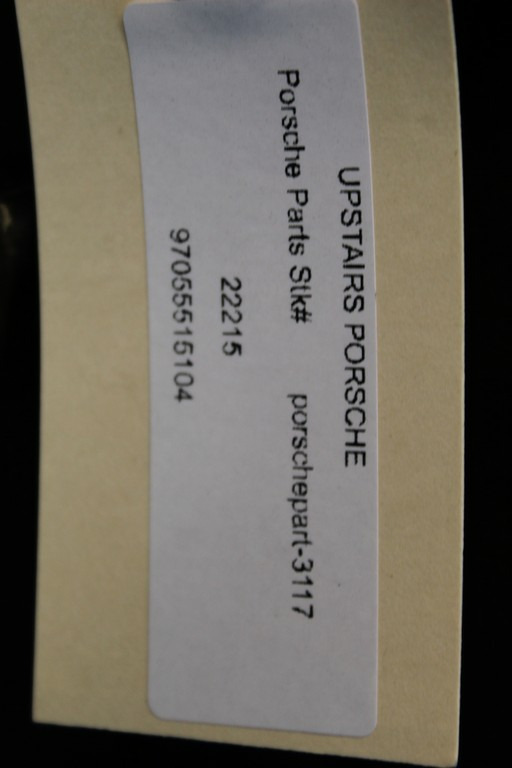 UPSTAIRS PORSCHE
Porsche Parts Stk# porschepart-3117
22215
97055515104